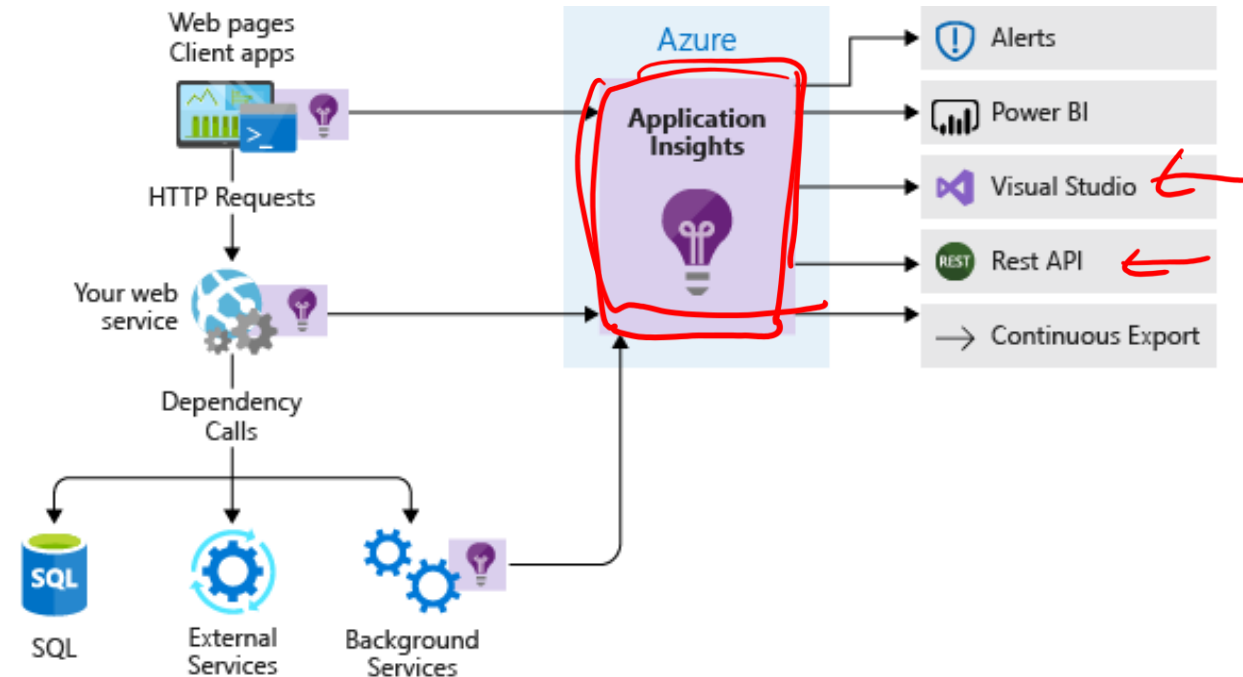 Web pages
Client apps
>_
HTTP Requests
Your web
service
Dependency
Calls
SQL
SQL
External
Services
Background
Services
Azure
Application
Insights
Alerts
Power BI
Visual Studio
REST
Rest API
Continuous Export